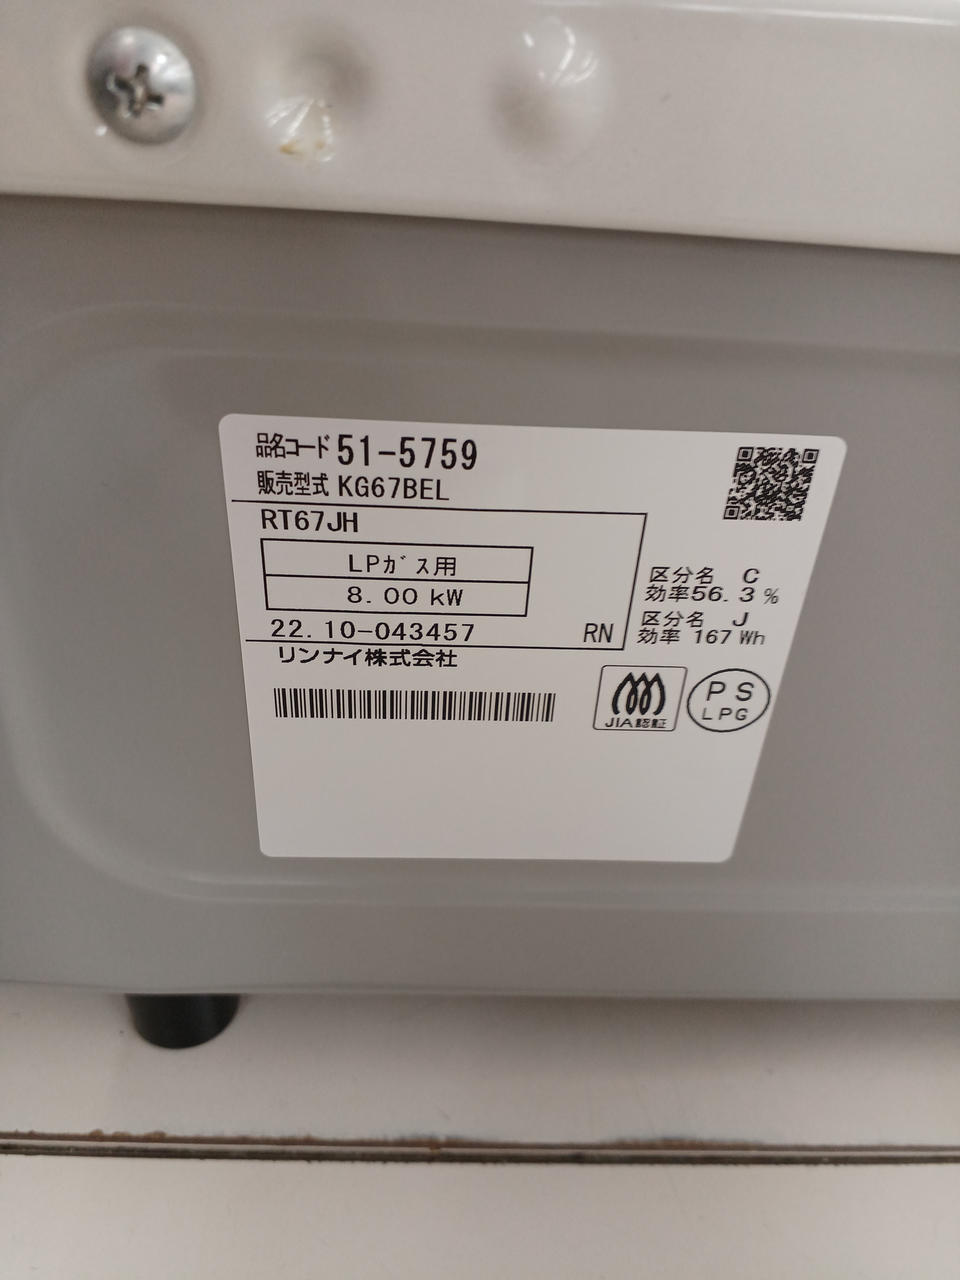 品名コード 51-5759
販売型式 KG67BEL
RT67JH
LPガス用
8.00 kW
22.10-043457 RN
リンナイ株式会社
区分名 C
効率56.3 %
区分名 J
効率 167 Wh
JIA認証
PS
LPG